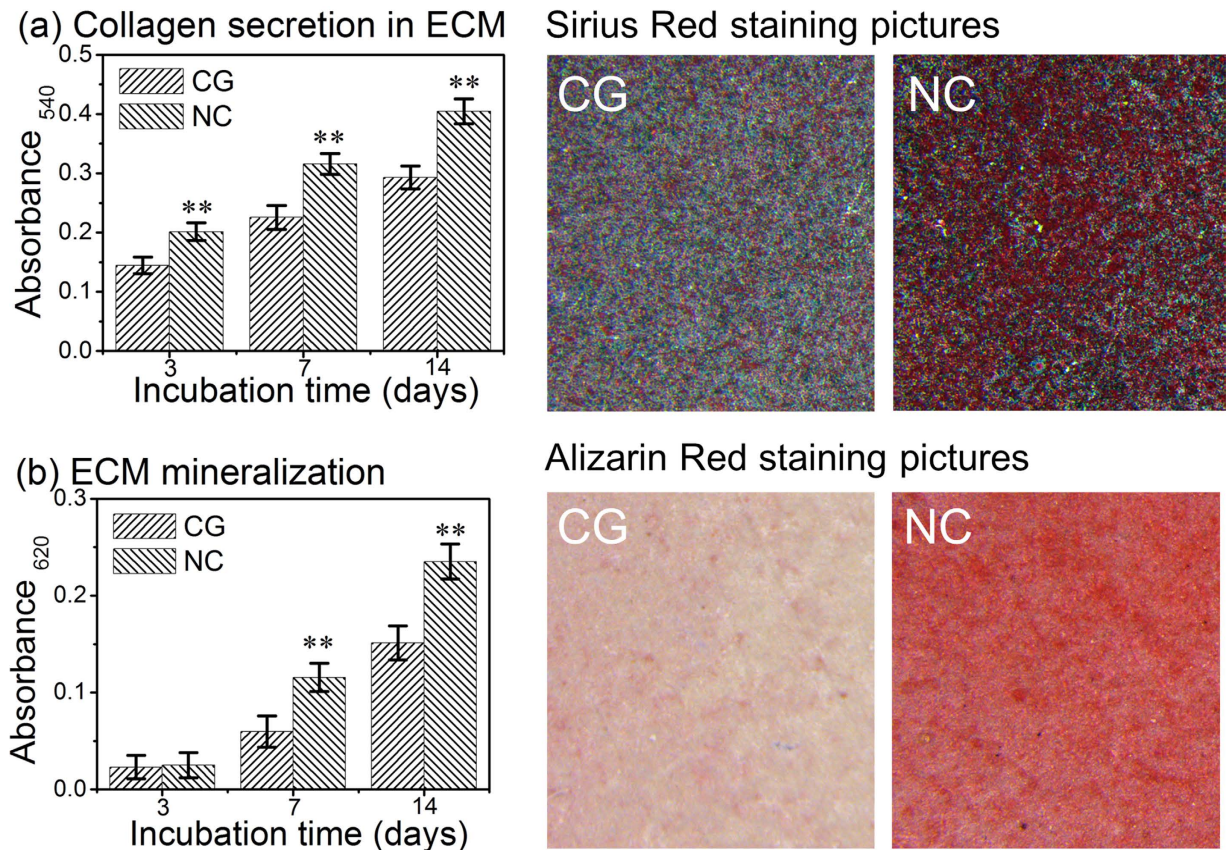 (a) Collagen secretion in ECM
0.5
0.4
0.3
0.2
0.1
0.0
Absorbance 540
CG
NC
**
**
**
3 7 14
Incubation time (days)
Sirius Red staining pictures
CG NC
(b) ECM mineralization
0.3
0.2
0.1
0.0
Absorbance 620
CG
NC
**
**
3 7 14
Incubation time (days)
Alizarin Red staining pictures
CG NC